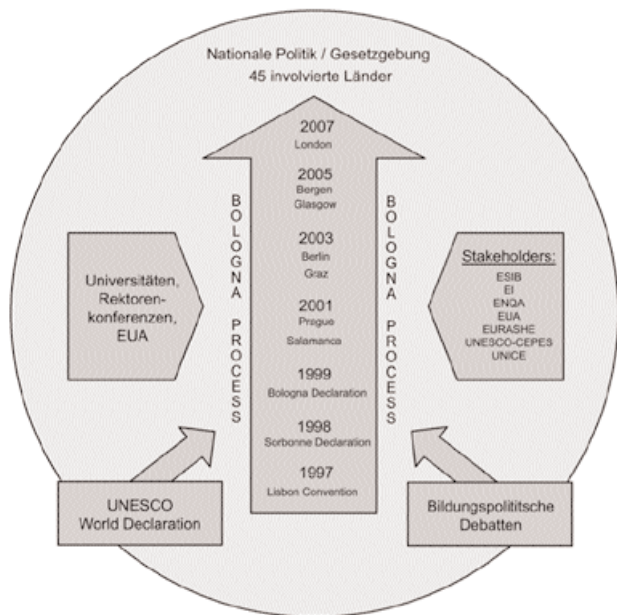 Nationale Politik / Gesetzgebung
45 involvierte Länder
2007
London
2005
Bergen
Glasgow
2003
Berlin
Graz
2001
Prague
Salamanca
1999
Bologna Declaration
1998
Sorbonne Declaration
1997
Lisbon Convention
BOLOGNA PROCESS
BOLOGNA PROCESS
Universitäten,
Rektoren-
konferenzen,
EUA
Stakeholders:
ESIB
EI
ENQA
EUA
EURASHE
UNESCO-CEPES
UNICE
UNESCO
World Declaration
Bildungspolititsche
Debatten